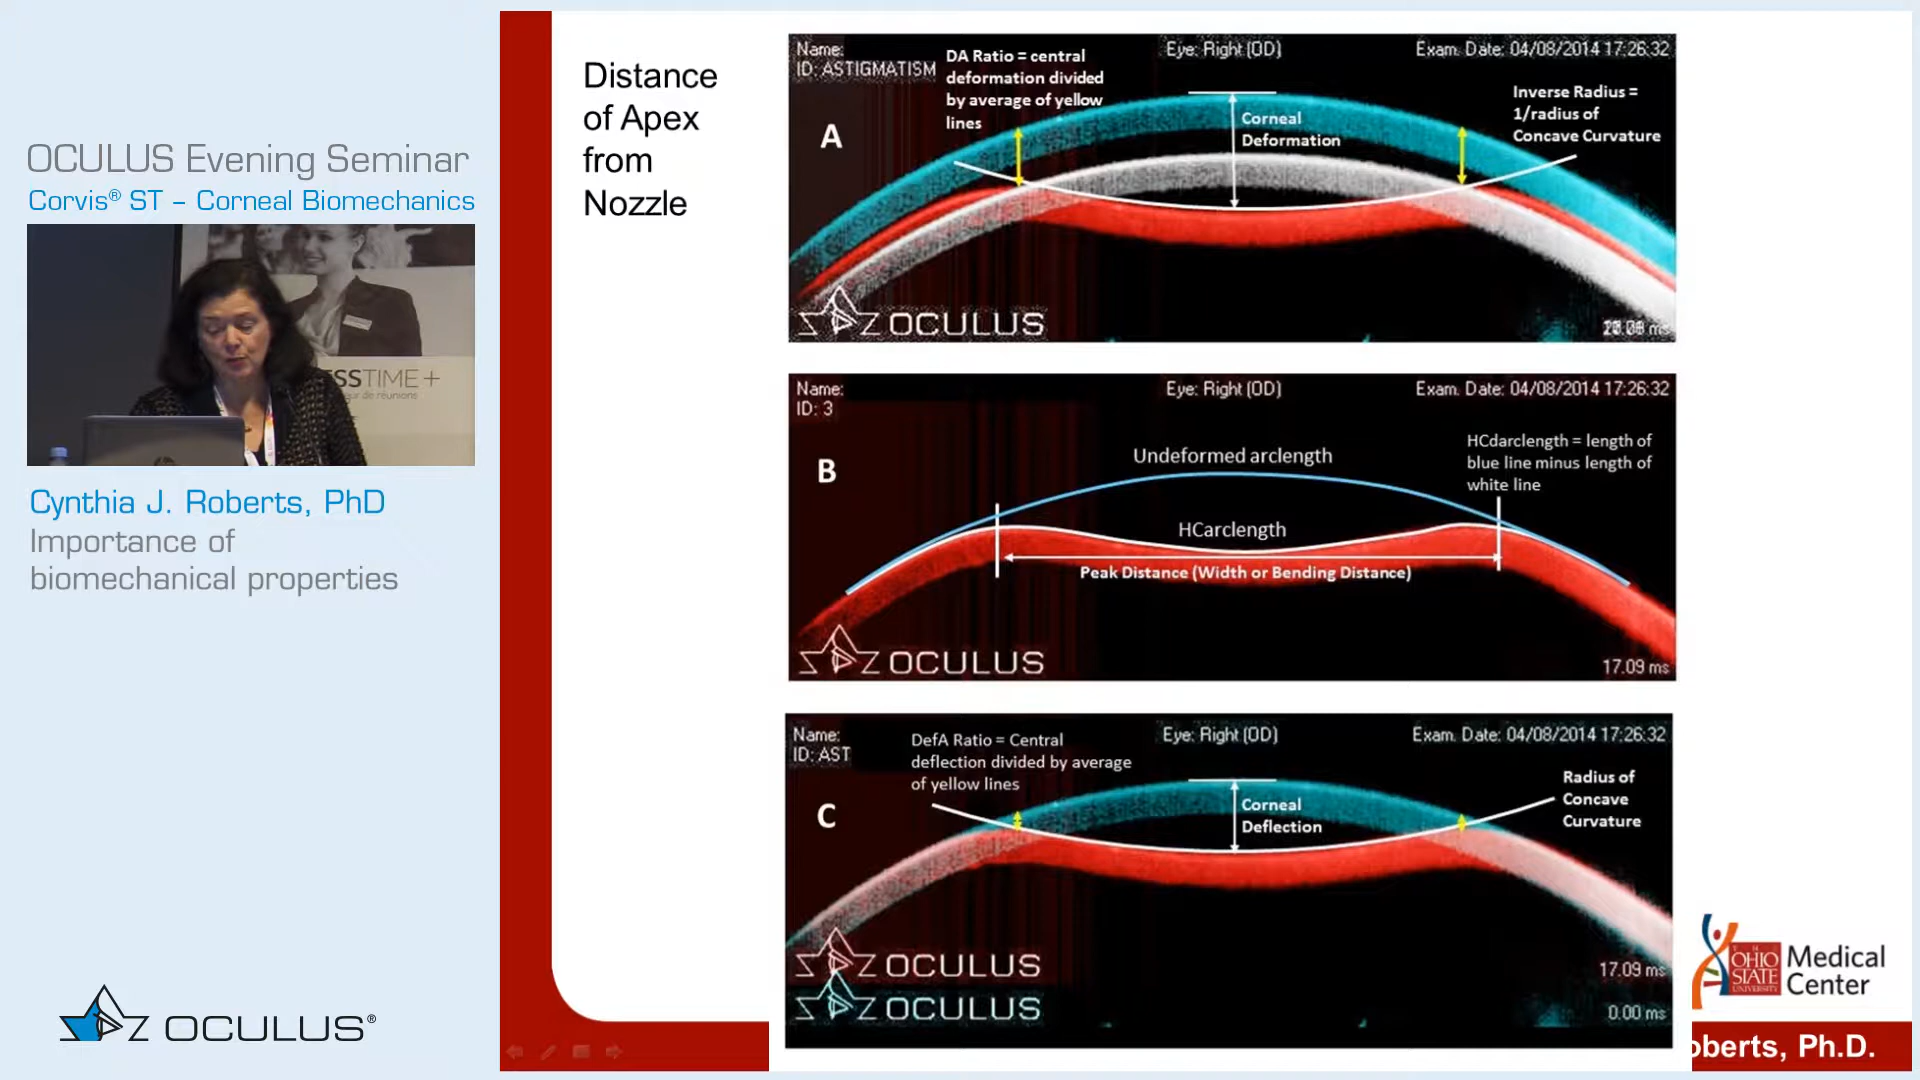 OCULUS Evening Seminar
Corvis® ST – Corneal Biomechanics
SSTIME+
eur de réunions
Cynthia J. Roberts, PhD
Importance of
biomechanical properties
OCULUS®
Distance
of Apex
from
Nozzle
Name:
ID: ASTIGMATISM
DA Ratio = central
deformation divided
by average of yellow
lines
Eye: Right (OD)
Exam. Date: 04/08/2014 17:26:32
Inverse Radius =
1/radius of
Concave Curvature
A
Corneal
Deformation
OCULUS
ms
Name:
ID: 3
Eye: Right (OD)
Exam. Date: 04/08/2014 17:26:32
B
Undeformed arclength
HCdarclength = length of
blue line minus length of
white line
HCarclength
Peak Distance (Width or Bending Distance)
OCULUS
17.09 ms
Name:
ID: AST
DefA Ratio = Central
deflection divided by average
of yellow lines
Eye: Right (OD)
Exam. Date: 04/08/2014 17:26:32
Radius of
Concave
Curvature
C
Corneal
Deflection
OCULUS
17.09 ms
OCULUS
0.00 ms
THE
OHIO
STATE
UNIVERSITY
Medical
Center
oberts, Ph.D.